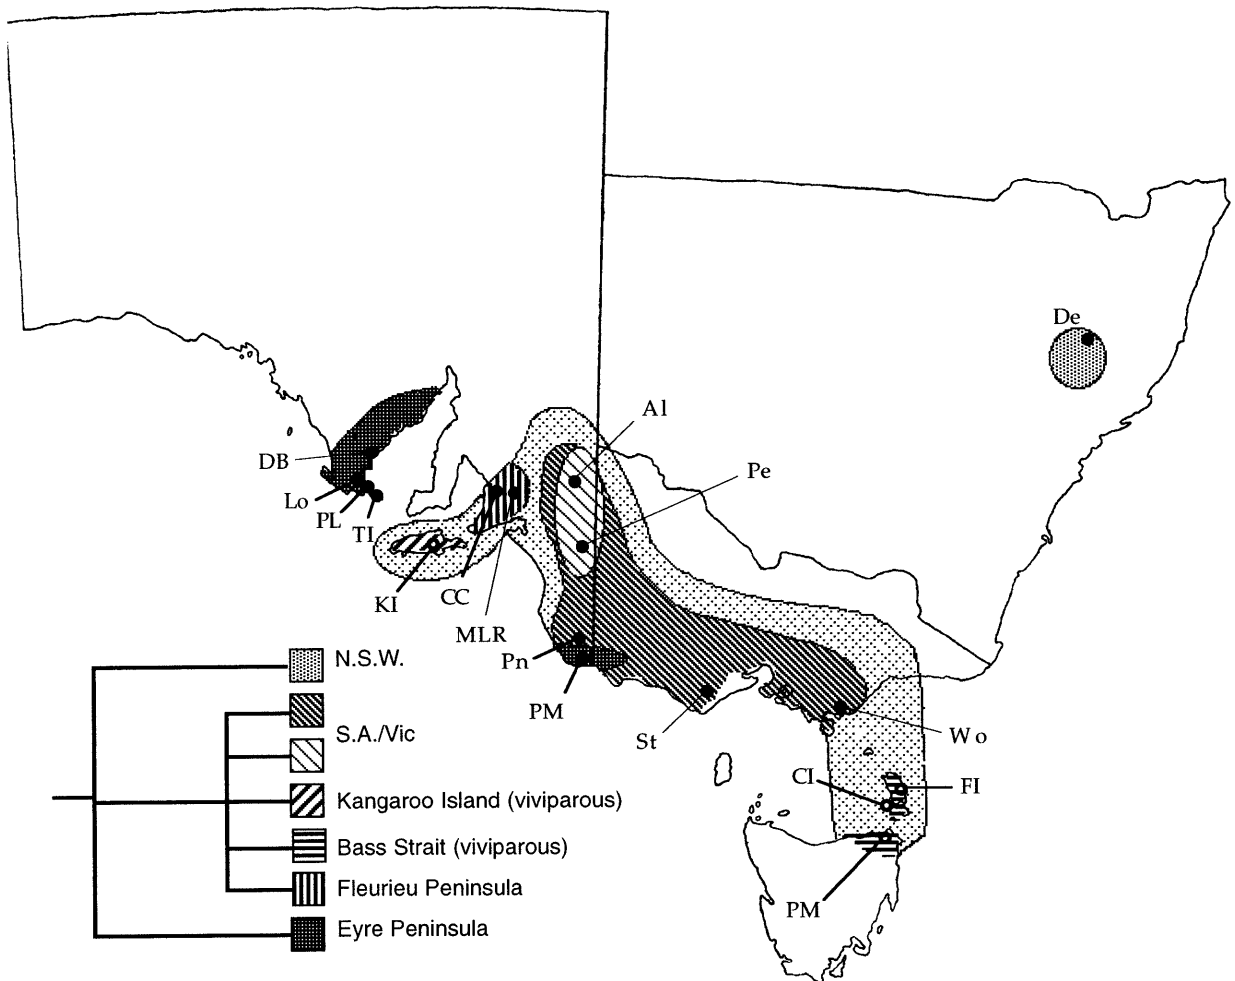 De
Al
DB
Pe
Lo
PL
TI
KI
CC
MLR
Pn
PM
St
Wo
CI
FI
PM
N.S.W.
S.A./Vic
Kangaroo Island (viviparous)
Bass Strait (viviparous)
Fleurieu Peninsula
Eyre Peninsula